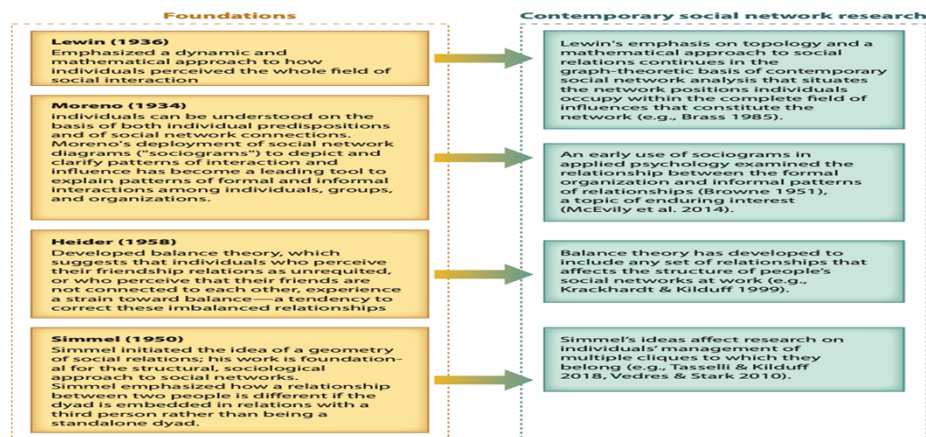 Foundations
Contemporary social network research
Lewin (1936)
Emphasized a dynamic and
mathematical approach to how
individuals perceived the whole field of
social interaction
Lewin's emphasis on topology and a
mathematical approach to social
relations continues in the
graph-theoretic basis of contemporary
social network analysis that situates
the network positions individuals
occupy within the complete field of
influences that constitute the
network (e.g., Brass 1985).
Moreno (1934)
individuals can be understood on the
basis of both individual predispositions
and of social network connections.
Moreno's deployment of social network
diagrams ("sociograms") to depict and
clarify patterns of interaction and
influence has become a leading tool to
explain patterns of formal and informal
interactions among individuals, groups,
and organizations.
An early use of sociograms in
applied psychology examined the
relationship between the formal
organization and informal patterns
of relationships (Browne 1951),
a topic of enduring interest
(McEvily et al. 2014).
Heider (1958)
Developed balance theory, which
suggests that individuals who perceive
their friendship relations as unrequited,
or who perceive that their friends are
not connected to each other, experience
a strain toward balance—a tendency to
correct these imbalanced relationships
Balance theory has developed to
include any set of relationships that
affects the structure of people's
social networks at work (e.g.,
Krackhardt & Kilduff 1999).
Simmel (1950)
Simmel initiated the idea of a geometry
of social relations; his work is foundation-
al for the structural, sociological
approach to social networks.
Simmel emphasized how a relationship
between two people is different if the
dyad is embedded in relations with a
third person rather than being a
standalone dyad.
Simmel's ideas affect research on
individuals' management of
multiple cliques to which they
belong (e.g., Tasselli & Kilduff
2018, Vedres & Stark 2010).